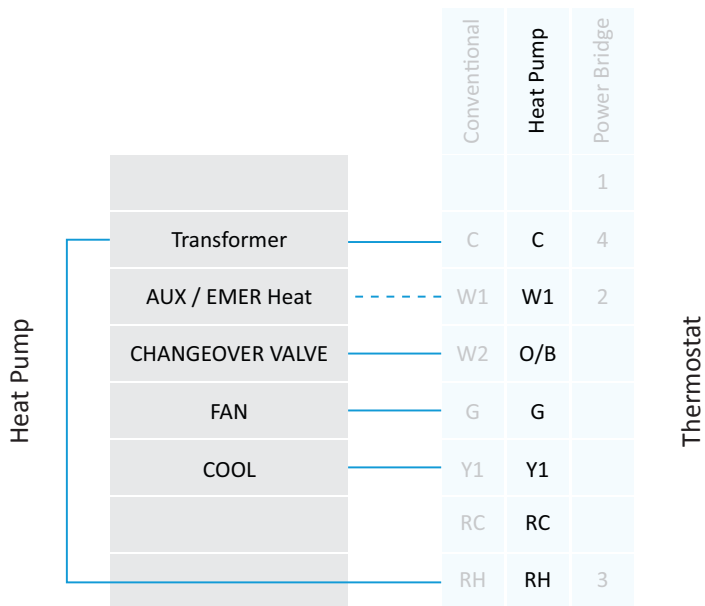 Conventional
Heat Pump
Power Bridge
1
Transformer C C 4
AUX / EMER Heat W1 W1 2
CHANGEOVER VALVE W2 O/B
FAN G G
COOL Y1 Y1
RC RC
RH RH 3
Heat Pump
Thermostat